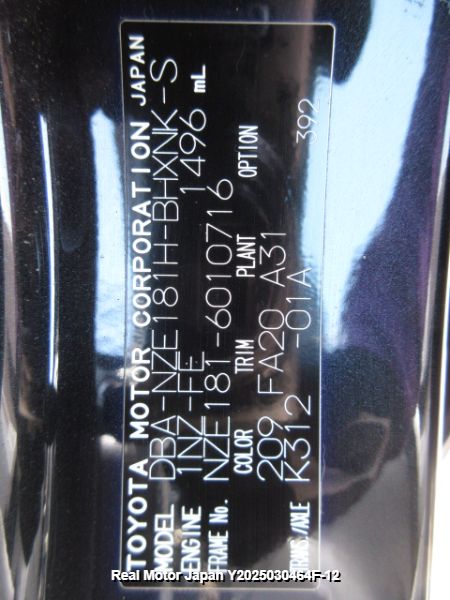 TOYOTA MOTOR CORPORATION JAPAN
MODEL DBA-NZE181H-BHXNK-S
ENGINE 1NZ-FE 1496 mL
FRAME No. NZE181-6010716
COLOR TRIM PLANT OPTION
209 FA20 A31
TRANS./AXLE K312 -01A 392
Real Motor Japan Y2025030464F-12